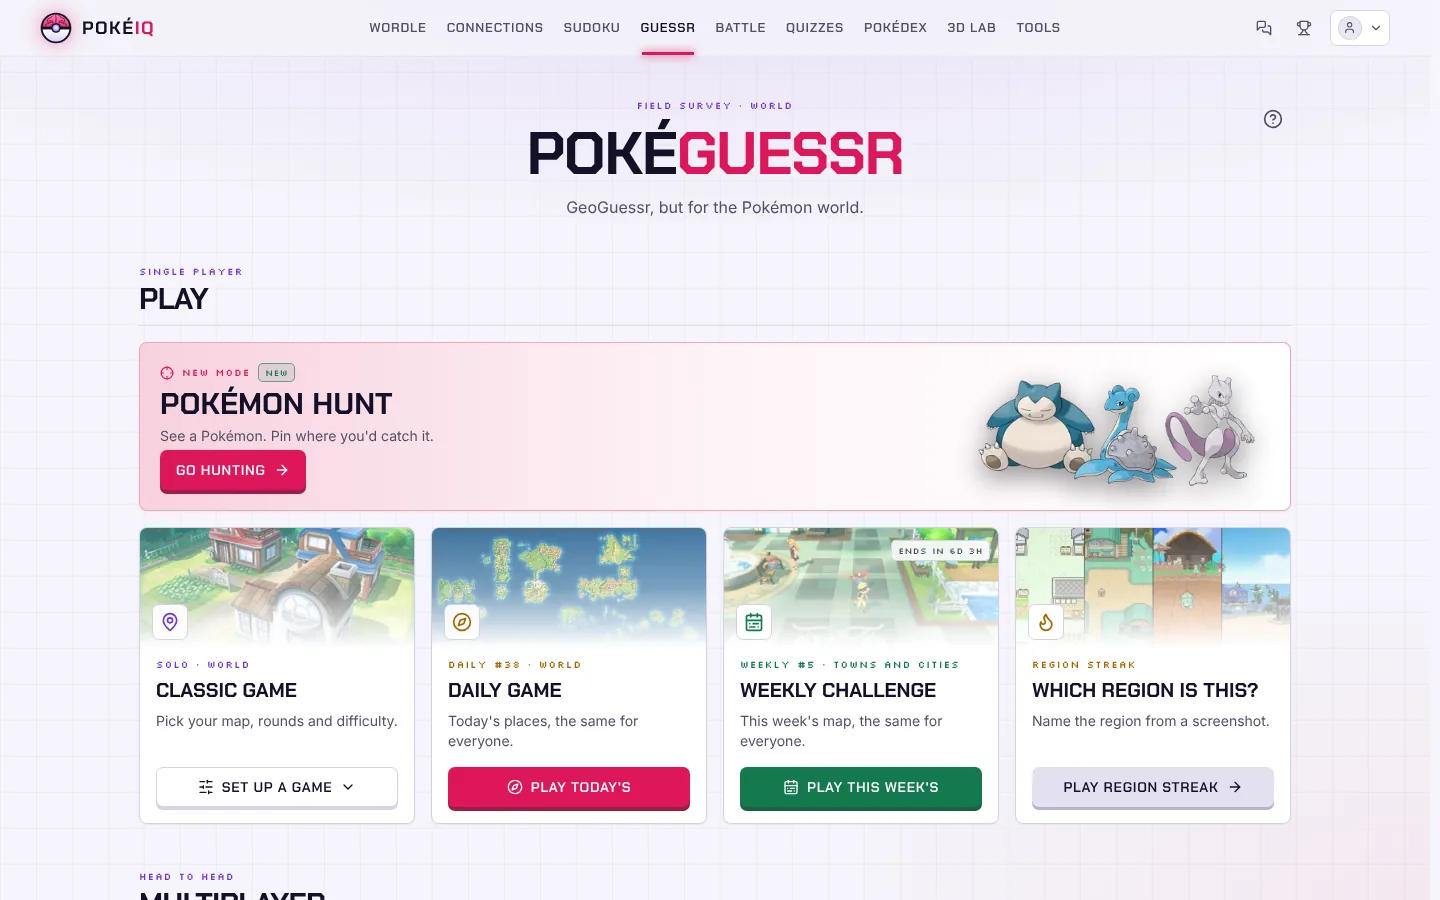 POKÉIQ
WORDLE
CONNECTIONS
SUDOKU
GUESSR
BATTLE
QUIZZES
POKÉDEX
3D LAB
TOOLS
FIELD SURVEY · WORLD
POKÉGUESSR
GeoGuessr, but for the Pokémon world.
SINGLE PLAYER
PLAY
NEW MODE NEW
POKÉMON HUNT
See a Pokémon. Pin where you'd catch it.
GO HUNTING
SOLO · WORLD
CLASSIC GAME
Pick your map, rounds and difficulty.
SET UP A GAME
DAILY #38 · WORLD
DAILY GAME
Today's places, the same for
everyone.
PLAY TODAY'S
ENDS IN 6D 3H
WEEKLY #5 · TOWNS AND CITIES
WEEKLY CHALLENGE
This week's map, the same for
everyone.
PLAY THIS WEEK'S
REGION STREAK
WHICH REGION IS THIS?
Name the region from a screenshot.
PLAY REGION STREAK
HEAD TO HEAD
MULTIPLAYER